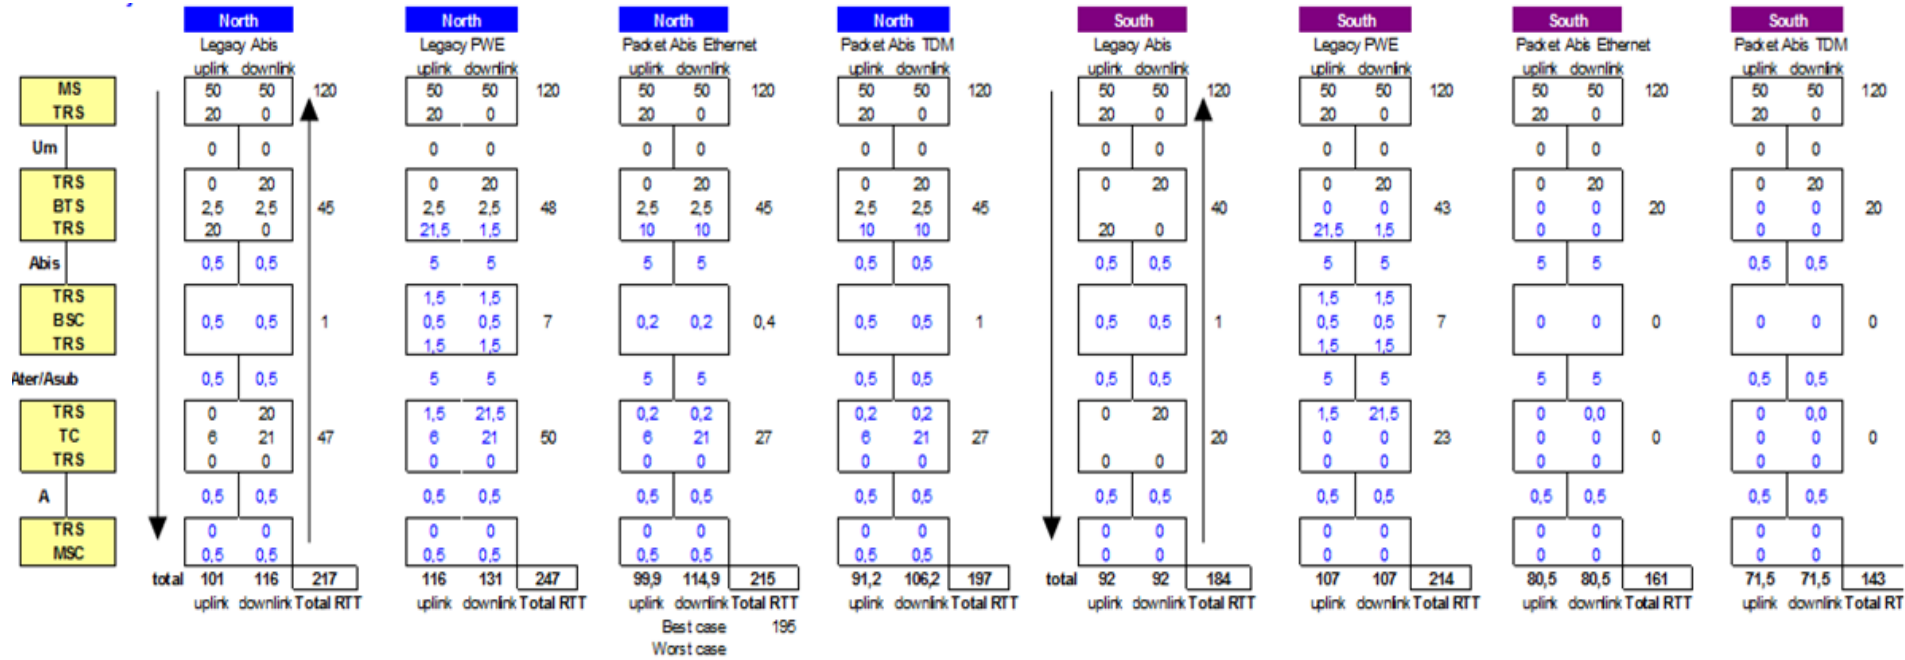 North North North North South South South South
Legacy Abis Legacy PWE Packet Abis Ethernet Packet Abis TDM Legacy Abis Legacy PWE Packet Abis Ethernet Packet Abis TDM
uplink downlink uplink downlink uplink downlink uplink downlink uplink downlink uplink downlink uplink downlink uplink downlink
MS 50 50 120 50 50 120 50 50 120 50 50 120 50 50 120 50 50 120 50 50 120 50 50 120
TRS 20 0 20 0 20 0 20 0 20 0 20 0 20 0 20 0
Um 0 0 0 0 0 0 0 0 0 0 0 0 0 0 0 0
TRS 0 20 0 20 0 20 0 20 0 20 0 20 0 20 0 20
BTS 2,5 2,5 45 2,5 2,5 48 2,5 2,5 45 2,5 2,5 45 40 0 0 43 0 0 20 0 0 20
TRS 20 0 21,5 1,5 10 10 10 10 20 0 21,5 1,5 0 0 0 0
Abis 0,5 0,5 5 5 5 5 0,5 0,5 0,5 0,5 5 5 5 5 0,5 0,5
TRS 1,5 1,5 1,5 1,5
BSC 0,5 0,5 1 0,5 0,5 7 0,2 0,2 0,4 0,5 0,5 1 0,5 0,5 1 0,5 0,5 7 0 0 0 0 0 0
TRS 1,5 1,5 1,5 1,5
Ater/Asub 0,5 0,5 5 5 5 5 0,5 0,5 0,5 0,5 5 5 5 5 0,5 0,5
TRS 0 20 1,5 21,5 0,2 0,2 0,2 0,2 0 20 1,5 21,5 0 0,0 0 0,0
TC 6 21 47 6 21 50 6 21 27 6 21 27 20 0 0 23 0 0 0 0 0 0
TRS 0 0 0 0 0 0 0 0 0 0 0 0 0 0 0 0
A 0,5 0,5 0,5 0,5 0,5 0,5 0,5 0,5 0,5 0,5 0,5 0,5 0,5 0,5 0,5 0,5
TRS 0 0 0 0 0 0 0 0 0 0 0 0 0 0 0 0
MSC 0,5 0,5 0,5 0,5 0,5 0,5 0,5 0,5 0 0 0 0 0 0 0 0
total 101 116 217 116 131 247 99,9 114,9 215 91,2 106,2 197 total 92 92 184 107 107 214 80,5 80,5 161 71,5 71,5 143
uplink downlink Total RTT uplink downlink Total RTT uplink downlink Total RTT uplink downlink Total RTT uplink downlink Total RTT uplink downlink Total RTT uplink downlink Total RTT uplink downlink Total RT
Best case 195
Worst case